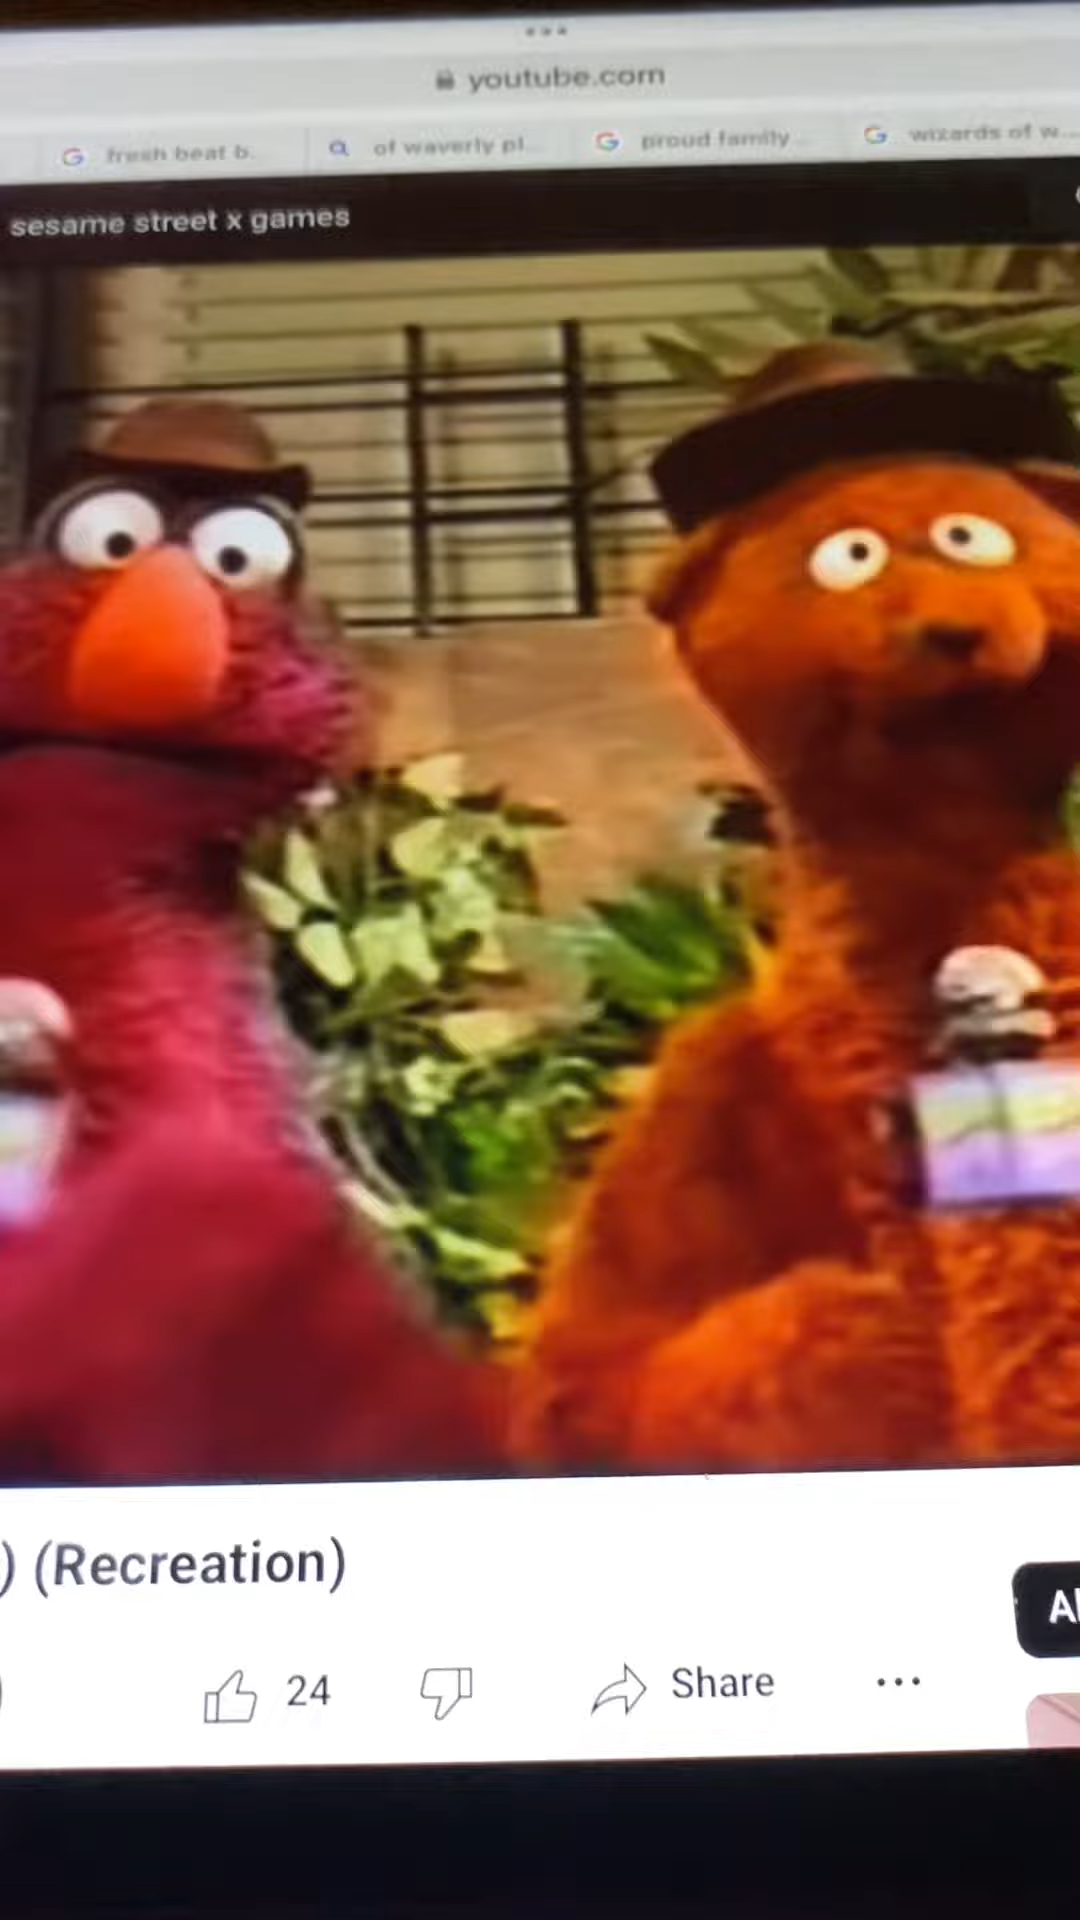 youtube.com
fresh beat b..
of waverly pl...
proud family...
wizards of w...
sesame street x games
) (Recreation)
24
Share